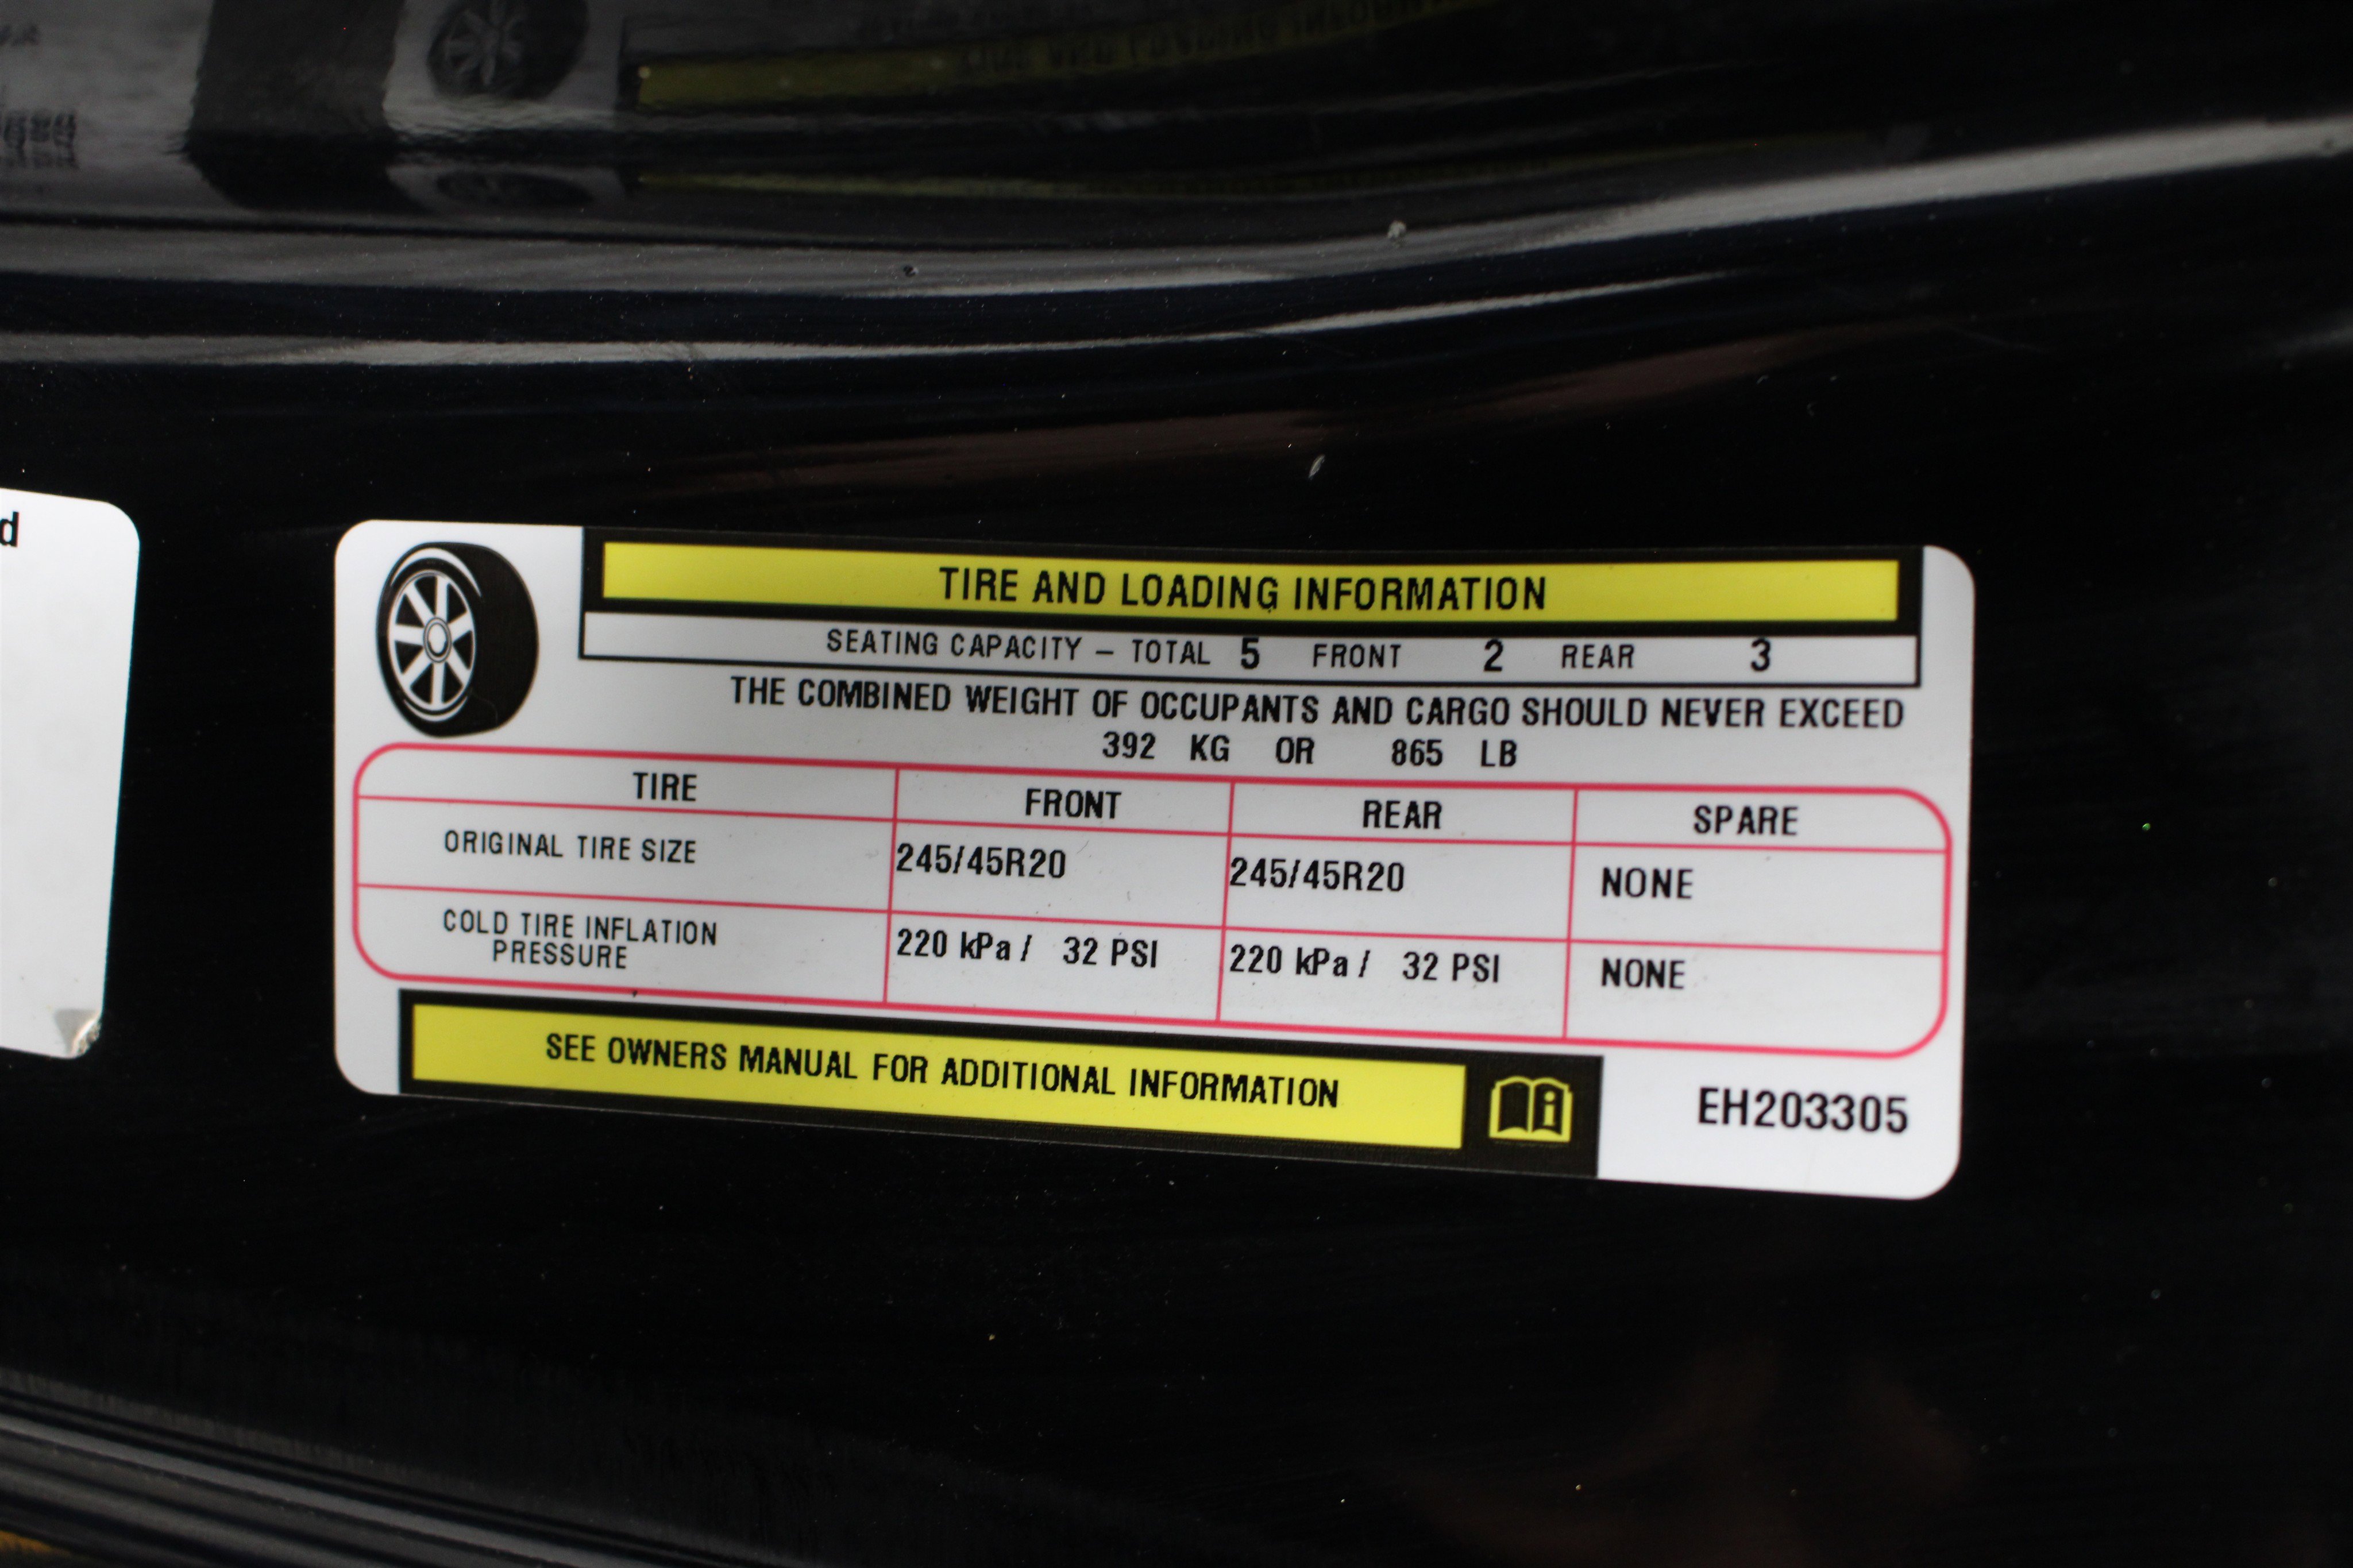 d
TIRE AND LOADING INFORMATION
SEATING CAPACITY – TOTAL 5 FRONT 2 REAR 3
THE COMBINED WEIGHT OF OCCUPANTS AND CARGO SHOULD NEVER EXCEED
392 KG OR 865 LB
TIRE FRONT REAR SPARE
ORIGINAL TIRE SIZE 245/45R20 245/45R20 NONE
COLD TIRE INFLATION
PRESSURE 220 kPa / 32 PSI 220 kPa / 32 PSI NONE
SEE OWNERS MANUAL FOR ADDITIONAL INFORMATION
EH203305